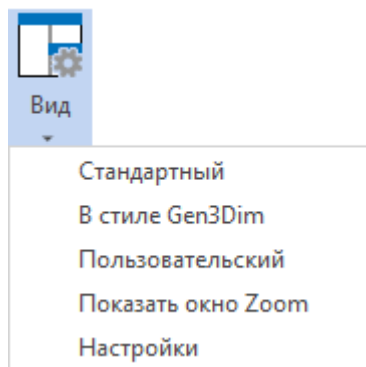 Вид
Стандартный
В стиле Gen3Dim
Пользовательский
Показать окно Zoom
Настройки